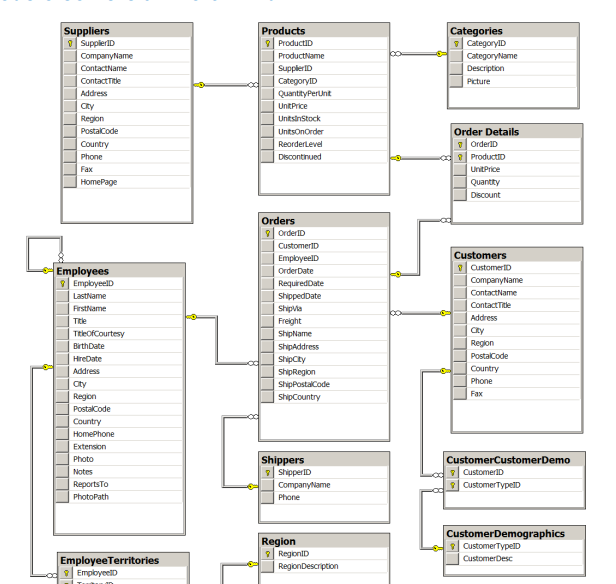 Suppliers
SupplierID
CompanyName
ContactName
ContactTitle
Address
City
Region
PostalCode
Country
Phone
Fax
HomePage
Products
ProductID
ProductName
SupplierID
CategoryID
QuantityPerUnit
UnitPrice
UnitsInStock
UnitsOnOrder
ReorderLevel
Discontinued
Categories
CategoryID
CategoryName
Description
Picture
Order Details
OrderID
ProductID
UnitPrice
Quantity
Discount
Employees
EmployeeID
LastName
FirstName
Title
TitleOfCourtesy
BirthDate
HireDate
Address
City
Region
PostalCode
Country
HomePhone
Extension
Photo
Notes
ReportsTo
PhotoPath
Orders
OrderID
CustomerID
EmployeeID
OrderDate
RequiredDate
ShippedDate
ShipVia
Freight
ShipName
ShipAddress
ShipCity
ShipRegion
ShipPostalCode
ShipCountry
Customers
CustomerID
CompanyName
ContactName
ContactTitle
Address
City
Region
PostalCode
Country
Phone
Fax
Shippers
ShipperID
CompanyName
Phone
CustomerCustomerDemo
CustomerID
CustomerTypeID
CustomerDemographics
CustomerTypeID
CustomerDesc
Region
RegionID
RegionDescription
EmployeeTerritories
EmployeeID